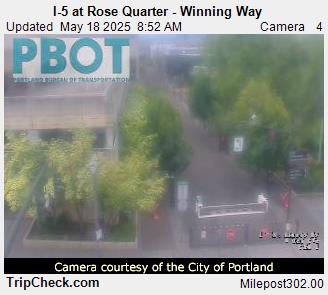 I-5 at Rose Quarter - Winning Way
Updated May 18 2025 8:52 AM Camera 4
PBOT
PORTLAND BUREAU OF TRANSPORTATION
Camera courtesy of the City of Portland
TripCheck.com Milepost302.00